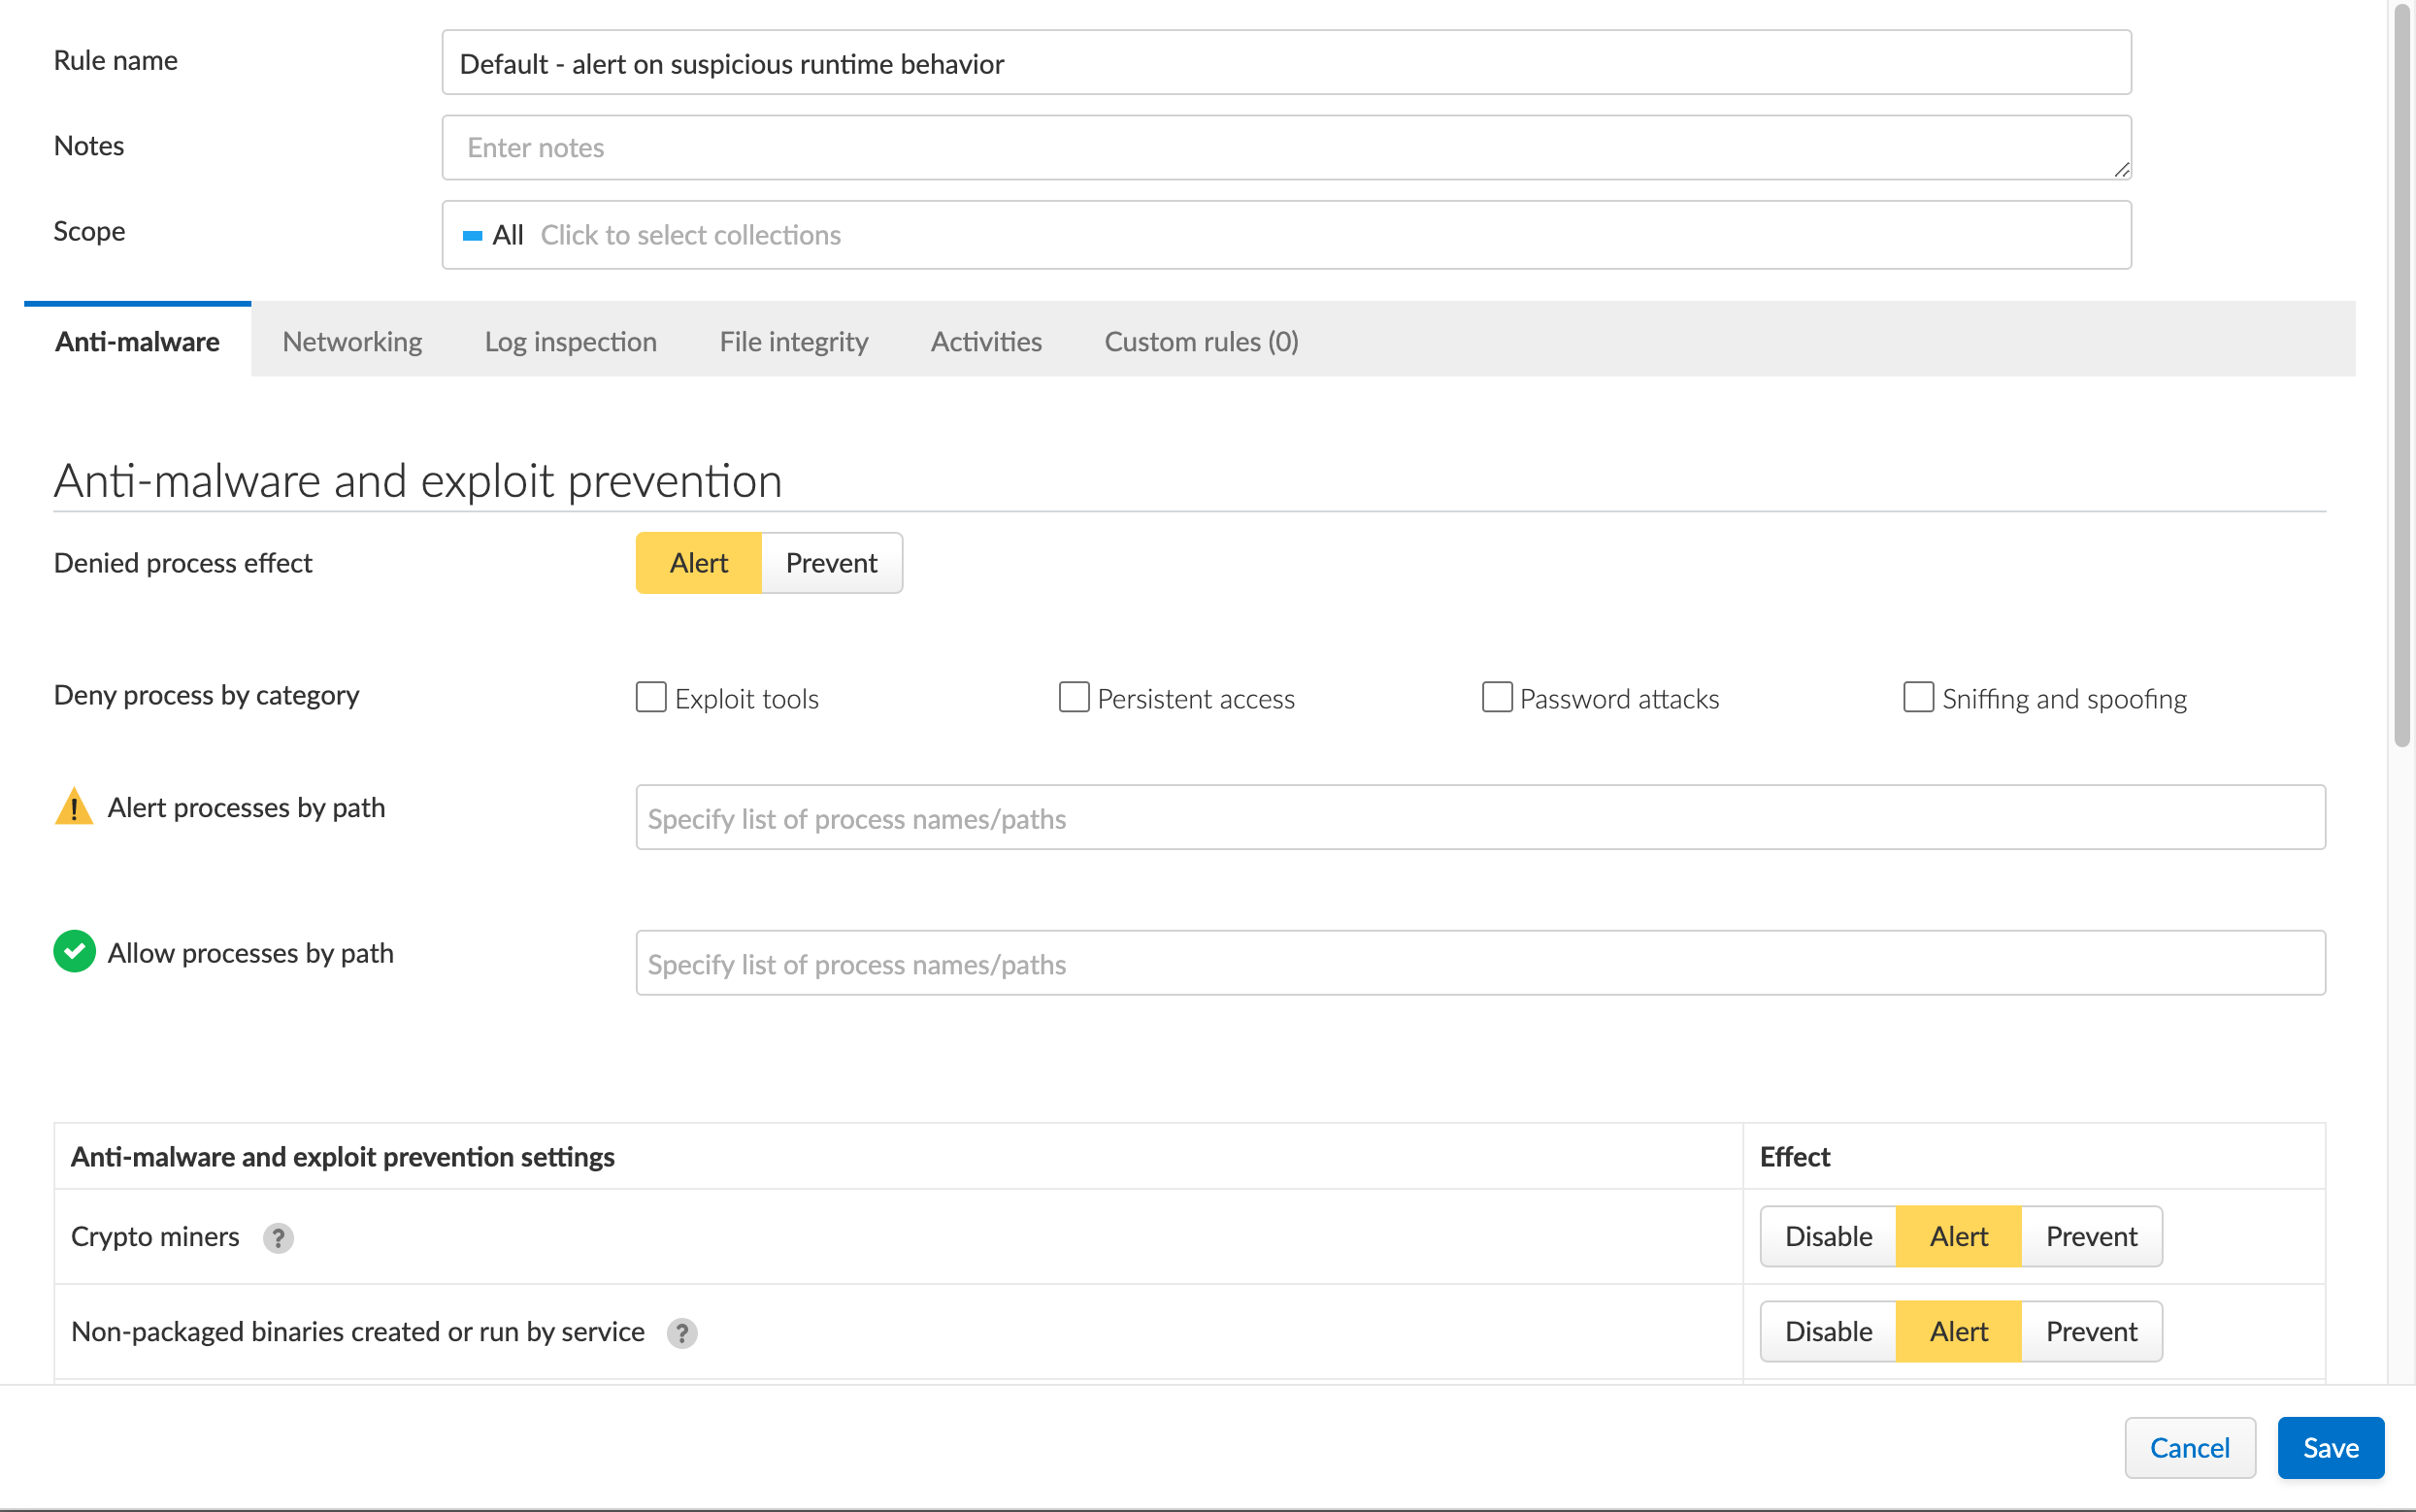 Rule name
Default - alert on suspicious runtime behavior
Notes
Enter notes
Scope
All Click to select collections
Anti-malware Networking Log inspection File integrity Activities Custom rules (0)
Anti-malware and exploit prevention
Denied process effect
Alert Prevent
Deny process by category
Exploit tools Persistent access Password attacks Sniffing and spoofing
! Alert processes by path
Specify list of process names/paths
Allow processes by path
Specify list of process names/paths
Anti-malware and exploit prevention settings Effect
Crypto miners ? Disable Alert Prevent
Non-packaged binaries created or run by service ? Disable Alert Prevent
Cancel Save